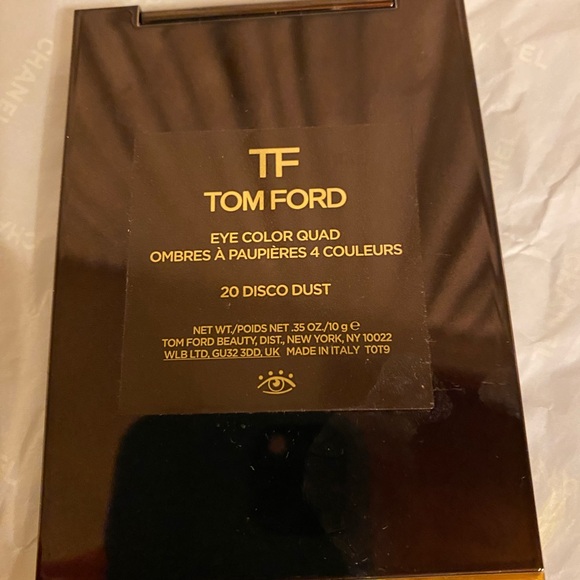 CHANEL
TF
TOM FORD
EYE COLOR QUAD
OMBRES À PAUPIÈRES 4 COULEURS
20 DISCO DUST
NET WT./POIDS NET .35 OZ./10 g ℮
TOM FORD BEAUTY, DIST., NEW YORK, NY 10022
WLB LTD, GU32 3DD, UK MADE IN ITALY T0T9